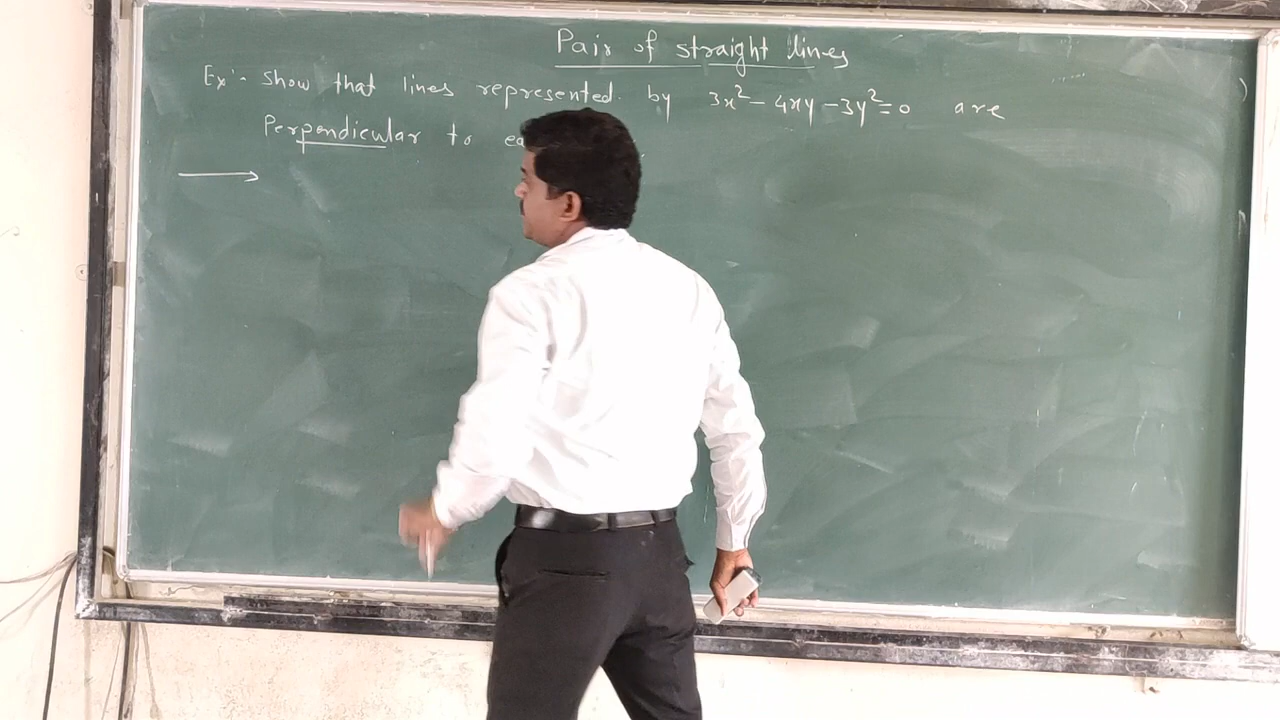 Pair of straight lines
Ex:- Show that lines represented by 3x²-4xy-3y²=0 are
Perpendicular to